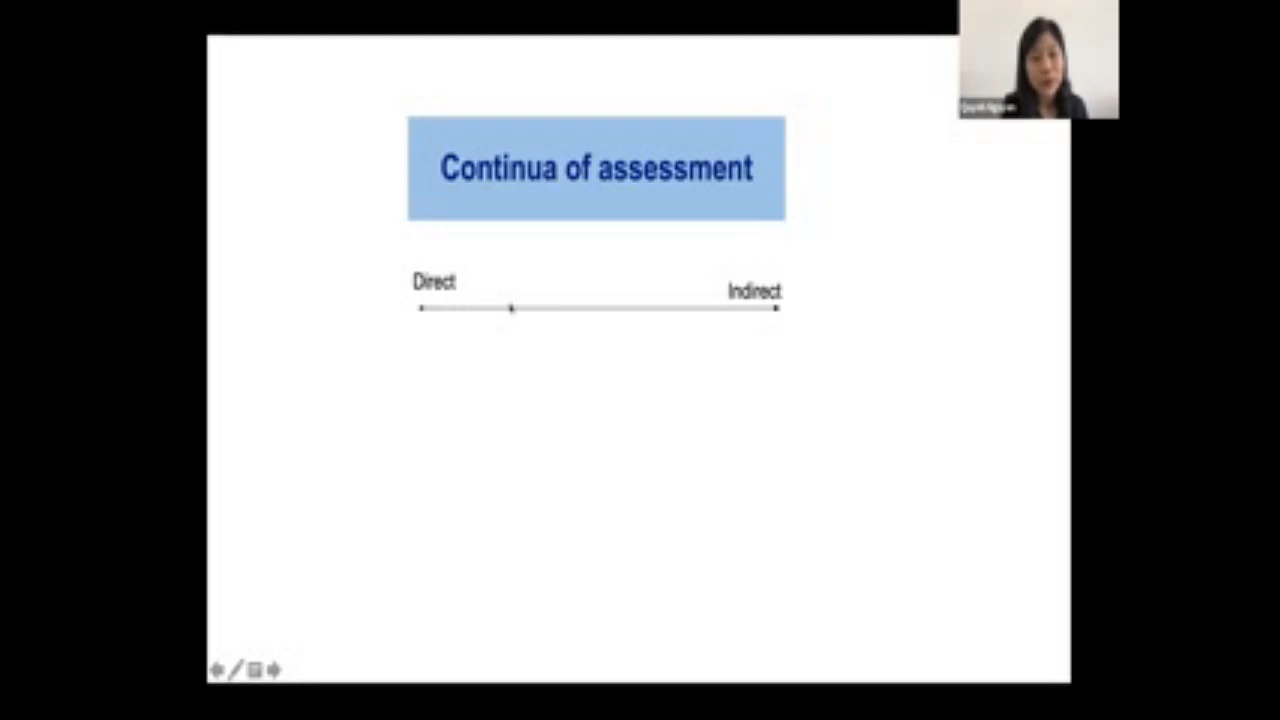 Continua of assessment
Direct
Indirect